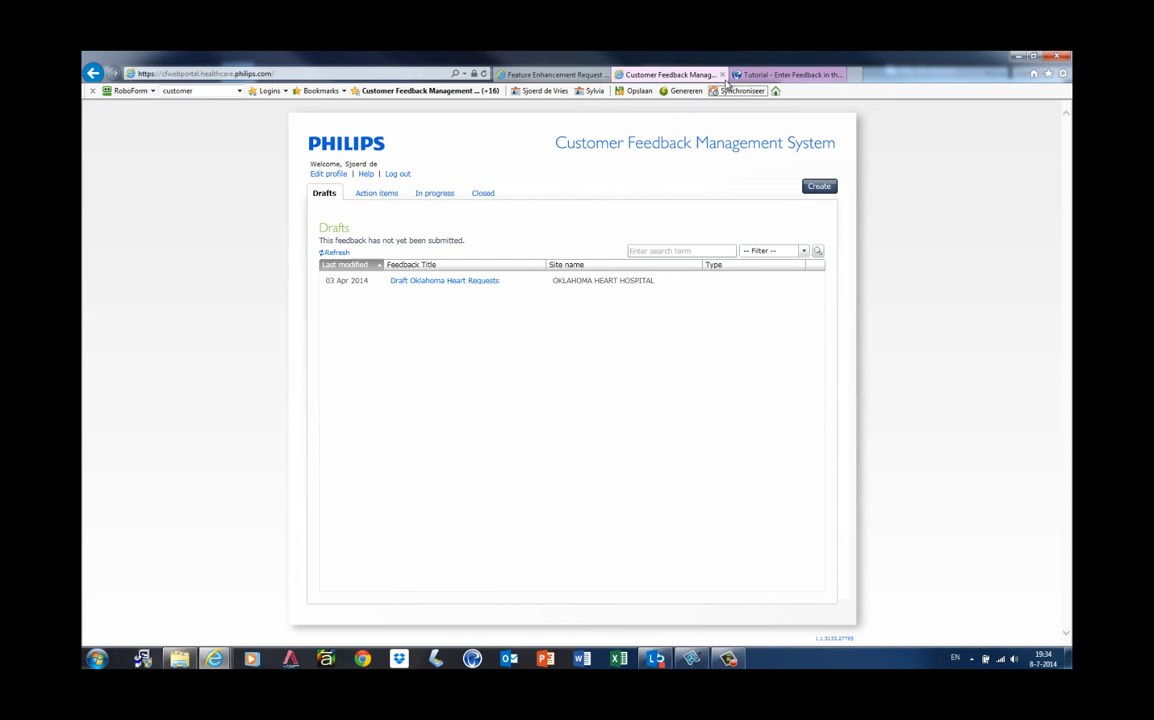 https://cfwebportal.healthcare.philips.com/
Feature Enhancement Request ...
Customer Feedback Manag...
Tutorial - Enter Feedback in th...
RoboForm
customer
Logins
Bookmarks
Customer Feedback Management ... (+16)
Sjoerd de Vries
Sylvia
Opslaan
Genereren
Synchroniseer
PHILIPS
Customer Feedback Management System
Welcome, Sjoerd de
Edit profile | Help | Log out
Drafts
Action items
In progress
Closed
Create
Drafts
This feedback has not yet been submitted.
Refresh
Enter search term
-- Filter --
Last modified
Feedback Title
Site name
Type
03 Apr 2014
Draft Oklahoma Heart Requests
OKLAHOMA HEART HOSPITAL
1.1.5133.27795
EN
19:34
8-7-2014